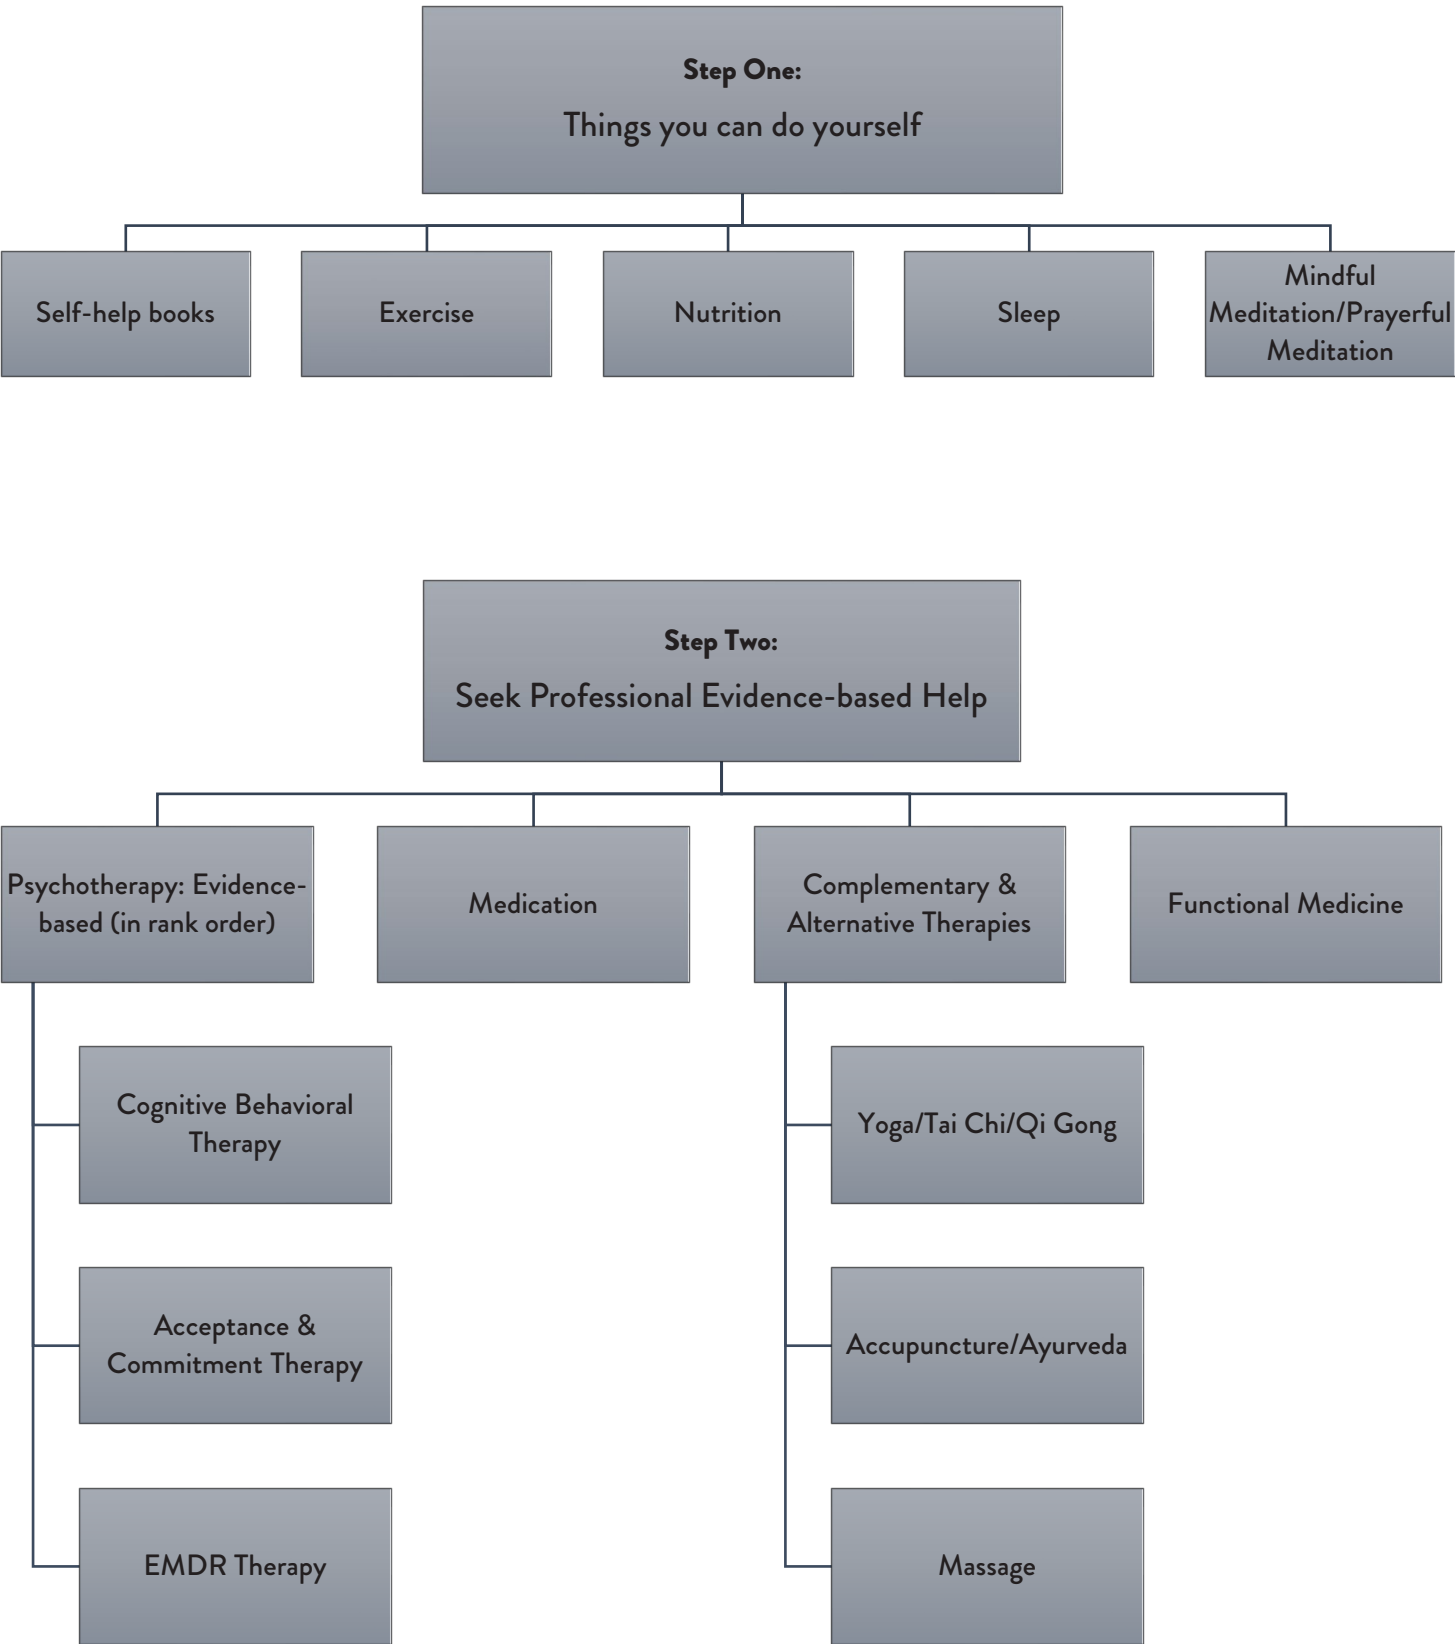 Step One:
Things you can do yourself
Self-help books
Exercise
Nutrition
Sleep
Mindful
Meditation/Prayerful
Meditation
Step Two:
Seek Professional Evidence-based Help
Psychotherapy: Evidence-
based (in rank order)
Medication
Complementary &
Alternative Therapies
Functional Medicine
Cognitive Behavioral
Therapy
Acceptance &
Commitment Therapy
EMDR Therapy
Yoga/Tai Chi/Qi Gong
Accupuncture/Ayurveda
Massage